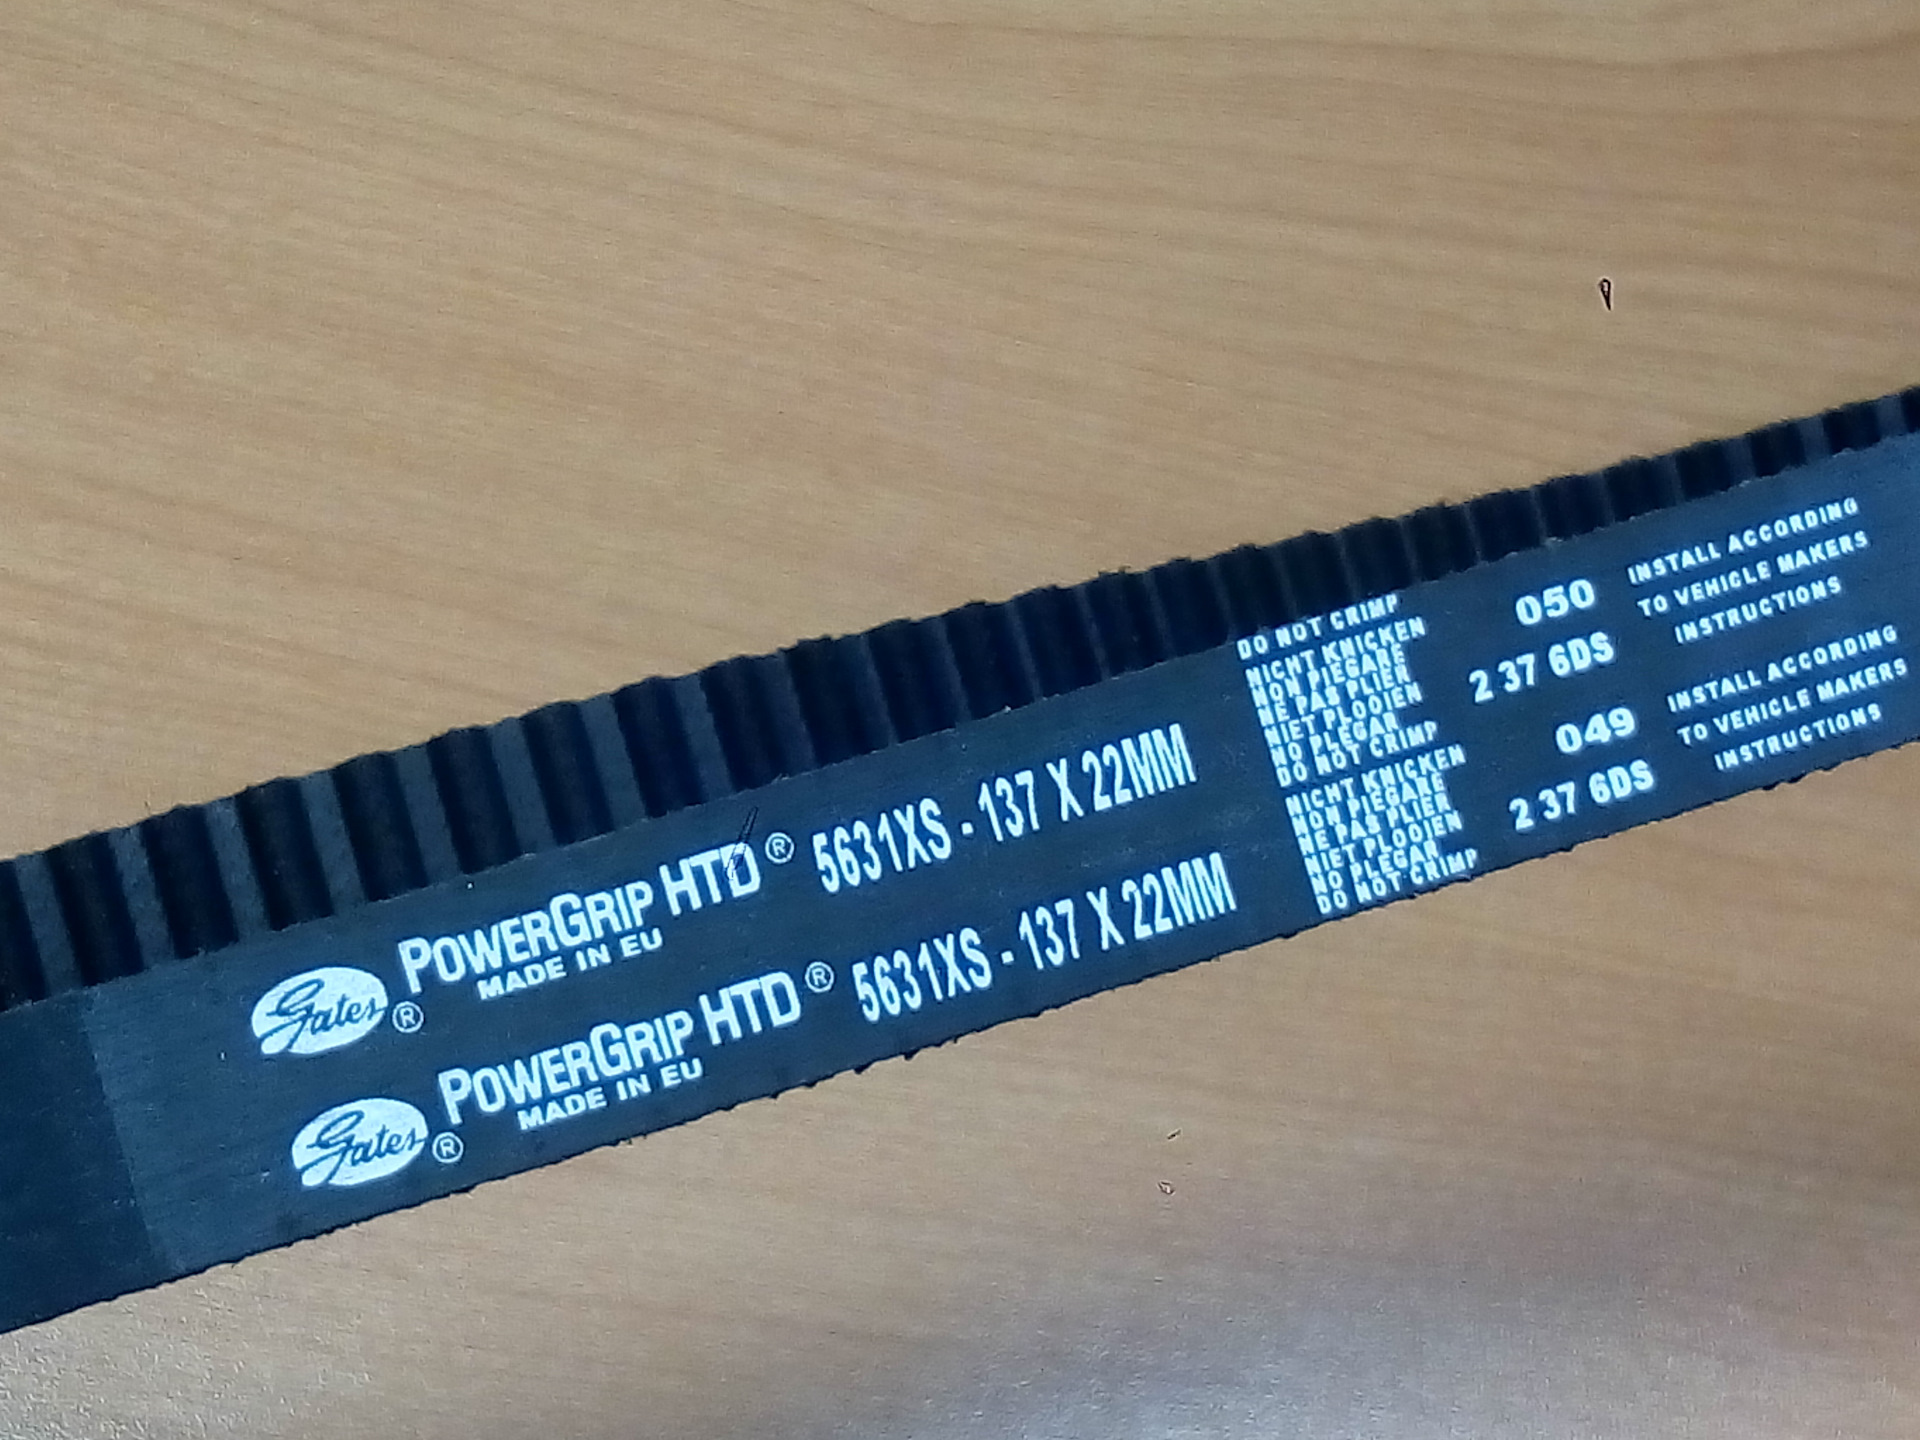 Gates® POWERGRIP HTD® 5631XS - 137 X 22MM
MADE IN EU
DO NOT CRIMP
NICHT KNICKEN
NON PIEGARE
NE PAS PLIER
NIET PLOOIEN
NO PLEGAR
DO NOT CRIMP
050
2 37 6DS
INSTALL ACCORDING
TO VEHICLE MAKERS
INSTRUCTIONS
Gates® POWERGRIP HTD® 5631XS - 137 X 22MM
MADE IN EU
NICHT KNICKEN
NON PIEGARE
NE PAS PLIER
NIET PLOOIEN
NO PLEGAR
DO NOT CRIMP
049
2 37 6DS
INSTALL ACCORDING
TO VEHICLE MAKERS
INSTRUCTIONS